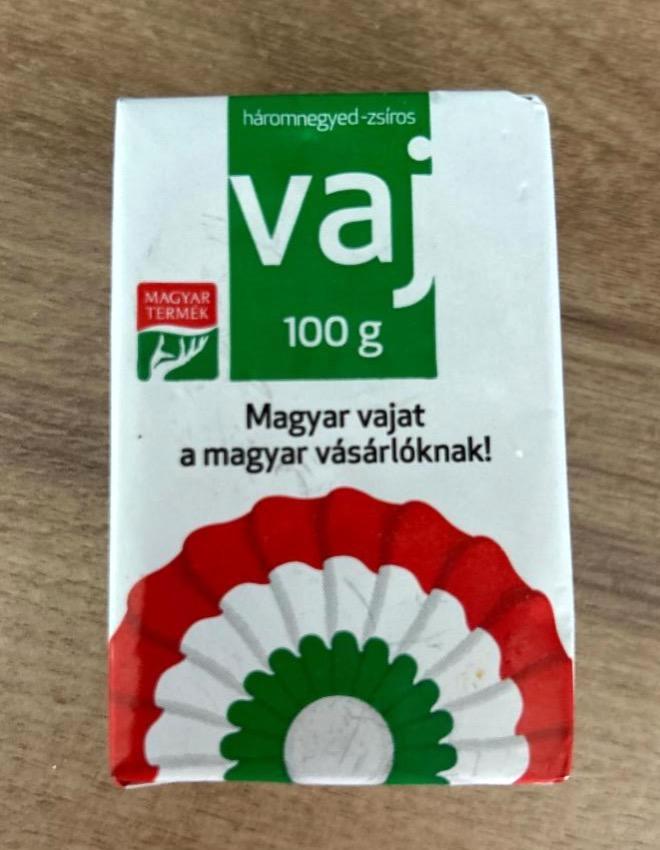 háromnegyed-zsíros
vaj
100 g
MAGYAR
TERMÉK
Magyar vajat
a magyar vásárlóknak!